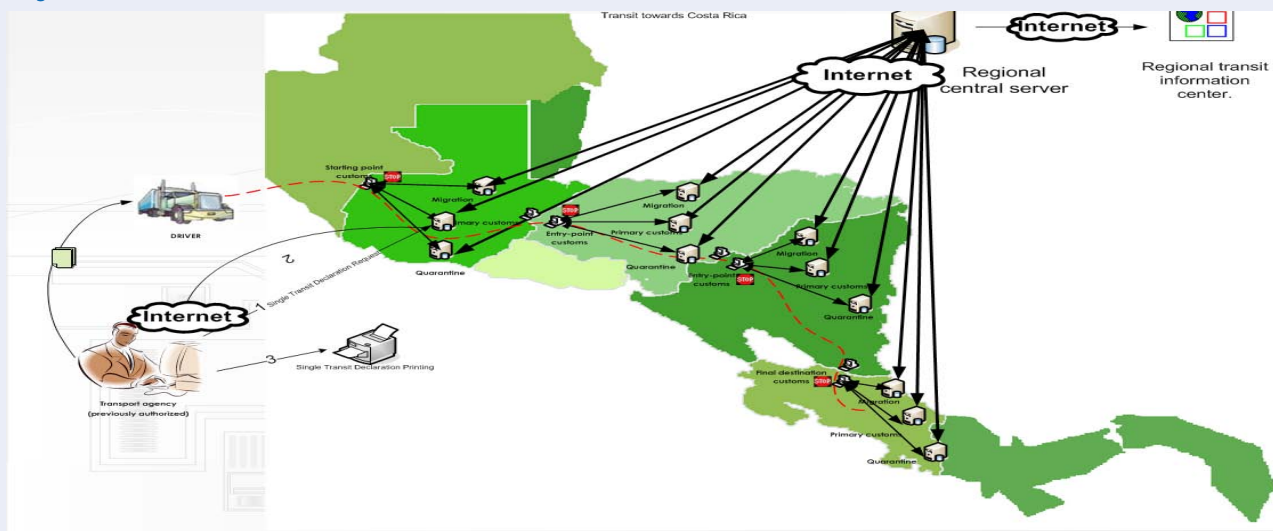 Transit towards Costa Rica
Internet
Internet
Regional
central server
Regional transit
information
center.
Starting point
customs
STOP
Migration
DRIVER
Primary customs
STOP
Entry-point
customs
Migration
Primary customs
Quarantine
Quarantine
Migration
Entry-point
customs
STOP
Primary customs
Quarantine
2
1
Single Transit Declaration Request
Internet
3
Single Transit Declaration Printing
Transport agency
(previously authorized)
Final destination
customs
STOP
Migration
Primary customs
Quarantine